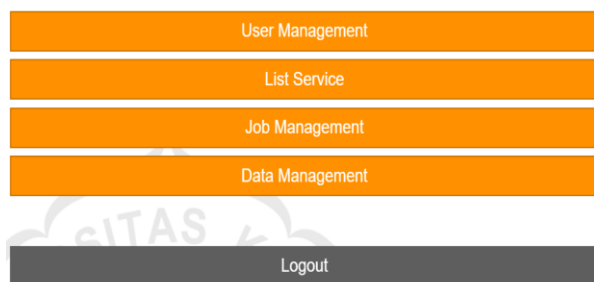 User Management
List Service
Job Management
Data Management
SITAS K
Logout